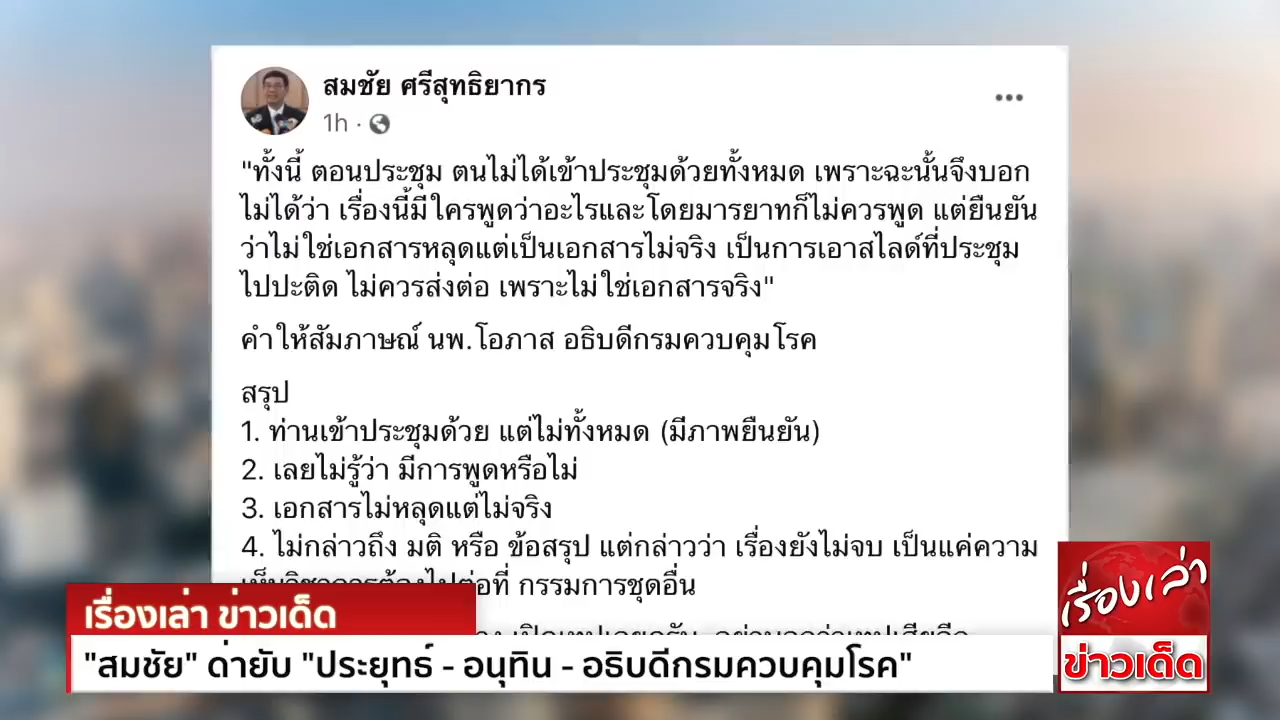 สมชัย ศรีสุทธิยากร
1h ·
"ทั้งนี้ ตอนประชุม ตนไม่ได้เข้าประชุมด้วยทั้งหมด เพราะฉะนั้นจึงบอก
ไม่ได้ว่า เรื่องนี้มีใครพูดว่าอะไรและโดยมารยาทก็ไม่ควรพูด แต่ยืนยัน
ว่าไม่ใช่เอกสารหลุดแต่เป็นเอกสารไม่จริง เป็นการเอาสไลด์ที่ประชุม
ไปปะติด ไม่ควรส่งต่อ เพราะไม่ใช่เอกสารจริง"
คำให้สัมภาษณ์ นพ.โอภาส อธิบดีกรมควบคุมโรค
สรุป
1. ท่านเข้าประชุมด้วย แต่ไม่ทั้งหมด (มีภาพยืนยัน)
2. เลยไม่รู้ว่า มีการพูดหรือไม่
3. เอกสารไม่หลุดแต่ไม่จริง
4. ไม่กล่าวถึง มติ หรือ ข้อสรุป แต่กล่าวว่า เรื่องยังไม่จบ เป็นแค่ความ
เห็นวิชาการต้องไปต่อที่ กรรมการชุดอื่น
เรื่องเล่า ข่าวเด็ด
"สมชัย" ด่ายับ "ประยุทธ์ - อนุทิน - อธิบดีกรมควบคุมโรค"
เรื่องเล่า
ข่าวเด็ด